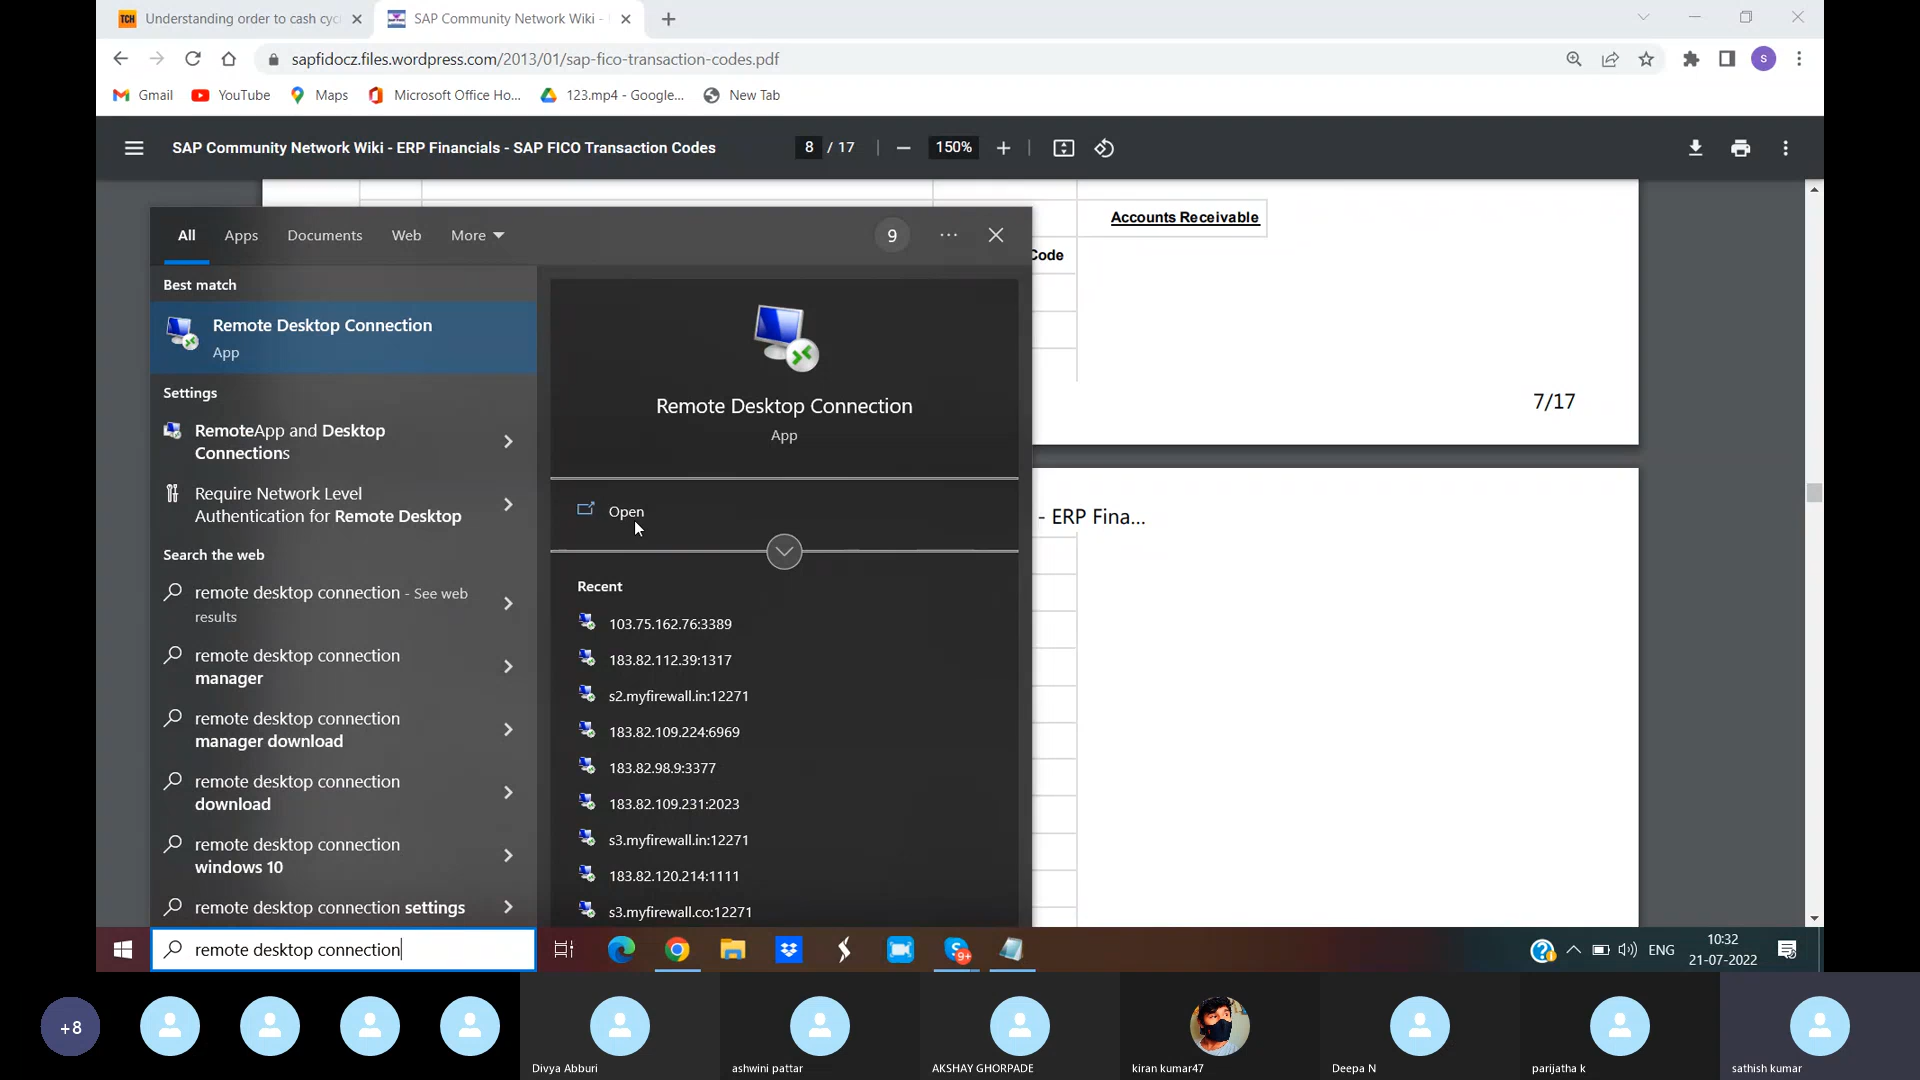 TCH Understanding order to cash cyc
SAP Community Network Wiki -
sapfidocz.files.wordpress.com/2013/01/sap-fico-transaction-codes.pdf
S
Gmail YouTube Maps Microsoft Office Ho... 123.mp4 - Google... New Tab
SAP Community Network Wiki - ERP Financials - SAP FICO Transaction Codes
8 / 17 150%
Accounts Receivable
Code
7/17
- ERP Fina...
All Apps Documents Web More 9
Best match
Remote Desktop Connection
App
Settings
RemoteApp and Desktop
Connections
Require Network Level
Authentication for Remote Desktop
Search the web
remote desktop connection - See web
results
remote desktop connection
manager
remote desktop connection
manager download
remote desktop connection
download
remote desktop connection
windows 10
remote desktop connection settings
remote desktop connection
Remote Desktop Connection
App
Open
Recent
103.75.162.76:3389
183.82.112.39:1317
s2.myfirewall.in:12271
183.82.109.224:6969
183.82.98.9:3377
183.82.109.231:2023
s3.myfirewall.in:12271
183.82.120.214:1111
s3.myfirewall.co:12271
9+
ENG
10:32
21-07-2022
+8
Divya Abburi
ashwini pattar
AKSHAY GHORPADE
kiran kumar47
Deepa N
parijatha k
sathish kumar